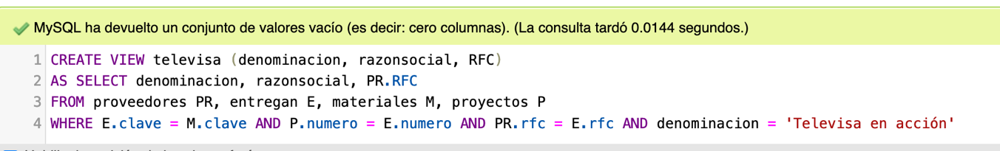 MySQL ha devuelto un conjunto de valores vacío (es decir: cero columnas). (La consulta tardó 0.0144 segundos.)
1 CREATE VIEW televisa (denominacion, razonsocial, RFC)
2 AS SELECT denominacion, razonsocial, PR.RFC
3 FROM proveedores PR, entregan E, materiales M, proyectos P
4 WHERE E.clave = M.clave AND P.numero = E.numero AND PR.rfc = E.rfc AND denominacion = 'Televisa en acción'